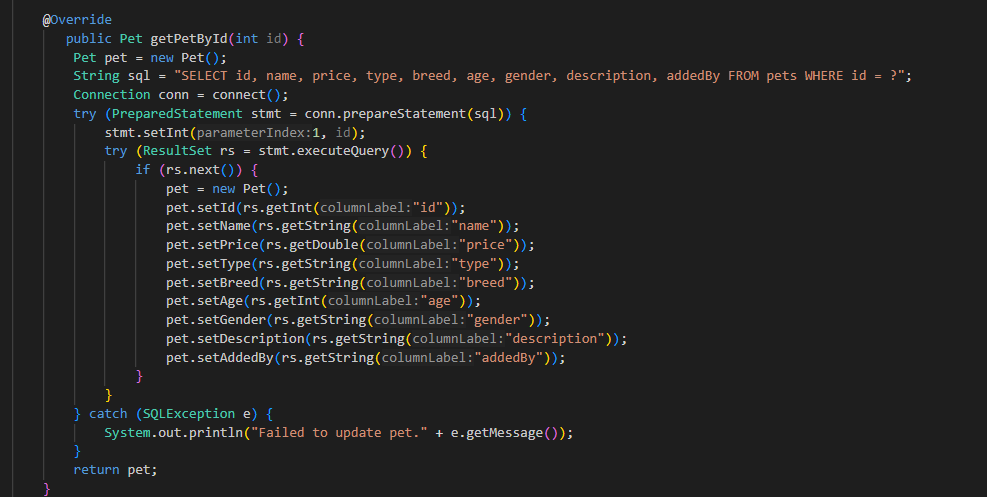 @Override
public Pet getPetById(int id) {
Pet pet = new Pet();
String sql = "SELECT id, name, price, type, breed, age, gender, description, addedBy FROM pets WHERE id = ?";
Connection conn = connect();
try (PreparedStatement stmt = conn.prepareStatement(sql)) {
stmt.setInt(parameterIndex:1, id);
try (ResultSet rs = stmt.executeQuery()) {
if (rs.next()) {
pet = new Pet();
pet.setId(rs.getInt(columnLabel:"id"));
pet.setName(rs.getString(columnLabel:"name"));
pet.setPrice(rs.getDouble(columnLabel:"price"));
pet.setType(rs.getString(columnLabel:"type"));
pet.setBreed(rs.getString(columnLabel:"breed"));
pet.setAge(rs.getInt(columnLabel:"age"));
pet.setGender(rs.getString(columnLabel:"gender"));
pet.setDescription(rs.getString(columnLabel:"description"));
pet.setAddedBy(rs.getString(columnLabel:"addedBy"));
}
}
} catch (SQLException e) {
System.out.println("Failed to update pet." + e.getMessage());
}
return pet;
}